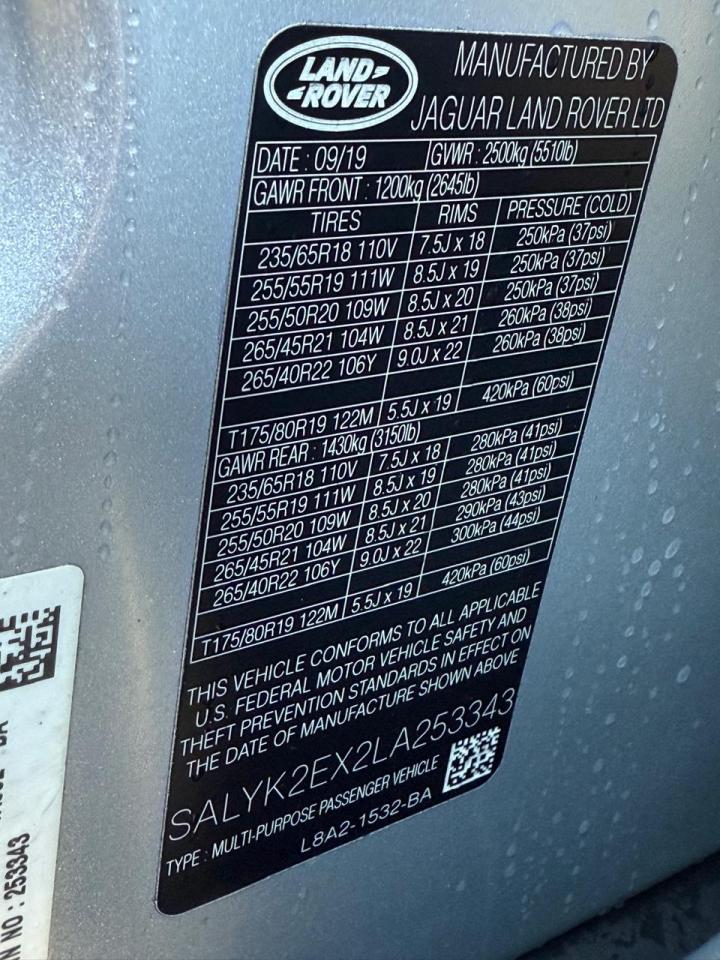 LAND
ROVER
MANUFACTURED BY
JAGUAR LAND ROVER LTD
DATE : 09/19 GVWR : 2500kg (5510lb)
GAWR FRONT : 1200kg (2645lb)
TIRES RIMS PRESSURE (COLD)
235/65R18 110V 7.5J x 18 250kPa (37psi)
255/55R19 111W 8.5J x 19 250kPa (37psi)
255/50R20 109W 8.5J x 20 250kPa (37psi)
265/45R21 104W 8.5J x 21 260kPa (38psi)
265/40R22 106Y 9.0J x 22 260kPa (38psi)
T175/80R19 122M 5.5J x 19 420kPa (60psi)
GAWR REAR : 1430kg (3150lb)
235/65R18 110V 7.5J x 18 280kPa (41psi)
255/55R19 111W 8.5J x 19 280kPa (41psi)
255/50R20 109W 8.5J x 20 280kPa (41psi)
265/45R21 104W 8.5J x 21 290kPa (43psi)
265/40R22 106Y 9.0J x 22 300kPa (44psi)
T175/80R19 122M 5.5J x 19 420kPa (60psi)
THIS VEHICLE CONFORMS TO ALL APPLICABLE
U.S. FEDERAL MOTOR VEHICLE SAFETY AND
THEFT PREVENTION STANDARDS IN EFFECT ON
THE DATE OF MANUFACTURE SHOWN ABOVE
SALYK2EX2LA253343
TYPE : MULTI-PURPOSE PASSENGER VEHICLE
L8A2-1532-BA
NO : 253343